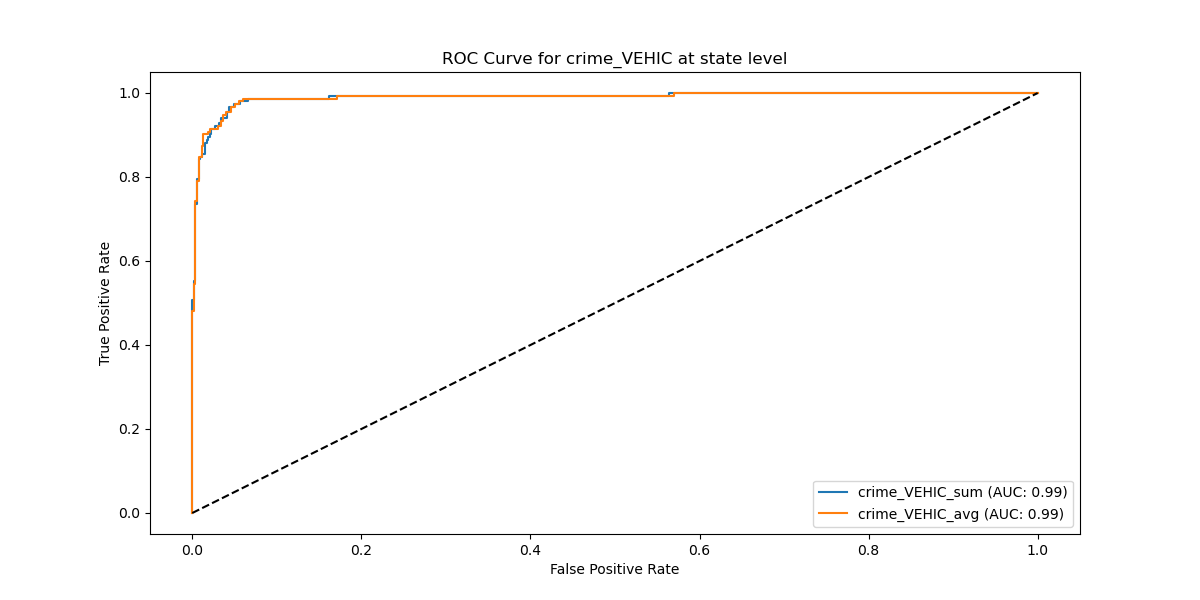 ROC Curve for crime_VEHIC at state level
True Positive Rate
1.0
0.8
0.6
0.4
0.2
0.0
0.0 0.2 0.4 0.6 0.8 1.0
False Positive Rate
crime_VEHIC_sum (AUC: 0.99)
crime_VEHIC_avg (AUC: 0.99)